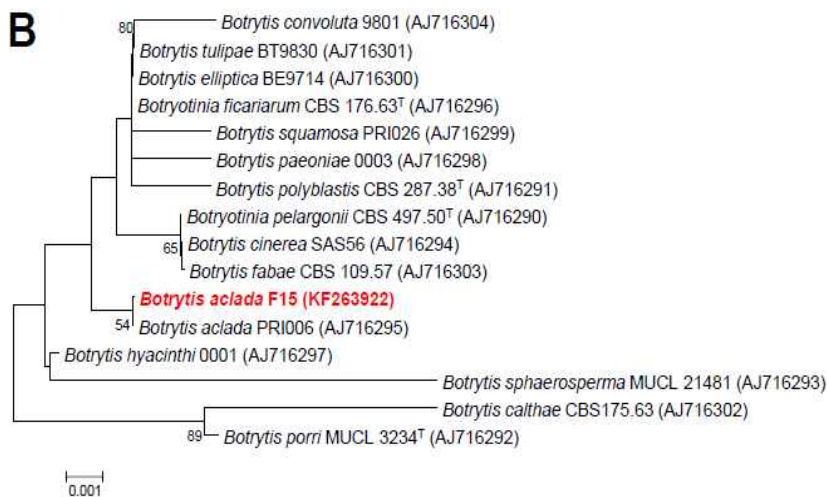 B
80
Botrytis convoluta 9801 (AJ716304)
Botrytis tulipae BT9830 (AJ716301)
Botrytis elliptica BE9714 (AJ716300)
Botryotinia ficariarum CBS 176.63ᵀ (AJ716296)
Botrytis squamosa PRI026 (AJ716299)
Botrytis paeoniae 0003 (AJ716298)
Botrytis polyblastis CBS 287.38ᵀ (AJ716291)
Botryotinia pelargonii CBS 497.50ᵀ (AJ716290)
65
Botrytis cinerea SAS56 (AJ716294)
Botrytis fabae CBS 109.57 (AJ716303)
Botrytis aclada F15 (KF263922)
54
Botrytis aclada PRI006 (AJ716295)
Botrytis hyacinthi 0001 (AJ716297)
Botrytis sphaerosperma MUCL 21481 (AJ716293)
Botrytis calthae CBS175.63 (AJ716302)
89
Botrytis porri MUCL 3234ᵀ (AJ716292)
0.001